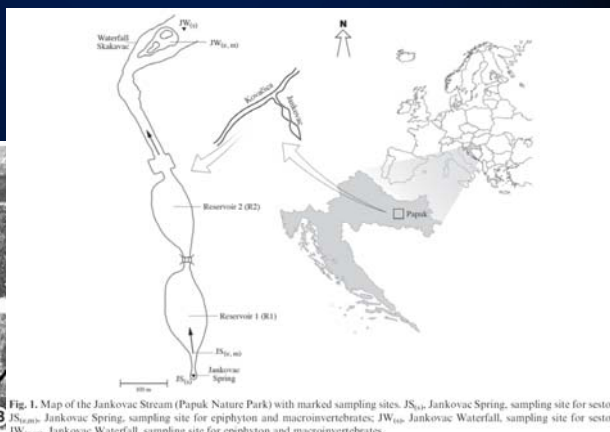 JW(s)
N
Waterfall
Skakavac
JW(e, m)
Kovačica
Jankovac
Reservoir 2 (R2)
Papuk
Reservoir 1 (R1)
JS(e, m)
Jankovac
Spring
JS(s)
Fig. 1. Map of the Jankovac Stream (Papuk Nature Park) with marked sampling sites. JS(s), Jankovac Spring, sampling site for seston
JS(e,m), Jankovac Spring, sampling site for epiphyton and macroinvertebrates; JW(s), Jankovac Waterfall, sampling site for seston
Jankovac Waterfall, sampling site for epiphyton and macroinvertebrates